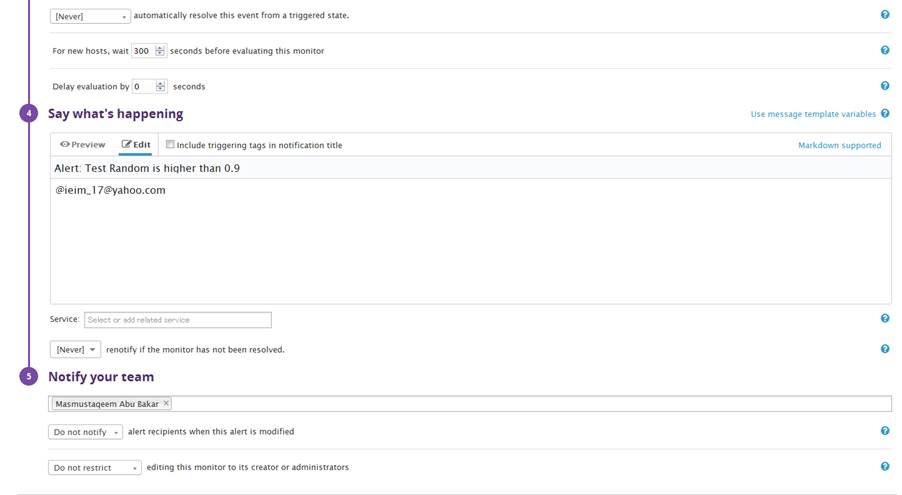 [Never] automatically resolve this event from a triggered state. ?
For new hosts, wait 300 seconds before evaluating this monitor ?
Delay evaluation by 0 seconds ?
4 Say what's happening Use message template variables ?
Preview Edit Include triggering tags in notification title Markdown supported
Alert: Test Random is higher than 0.9
@ieim_17@yahoo.com
Service: Select or add related service ?
[Never] renotify if the monitor has not been resolved. ?
5 Notify your team
Masmustaqeem Abu Bakar ×
Do not notify alert recipients when this alert is modified ?
Do not restrict editing this monitor to its creator or administrators ?